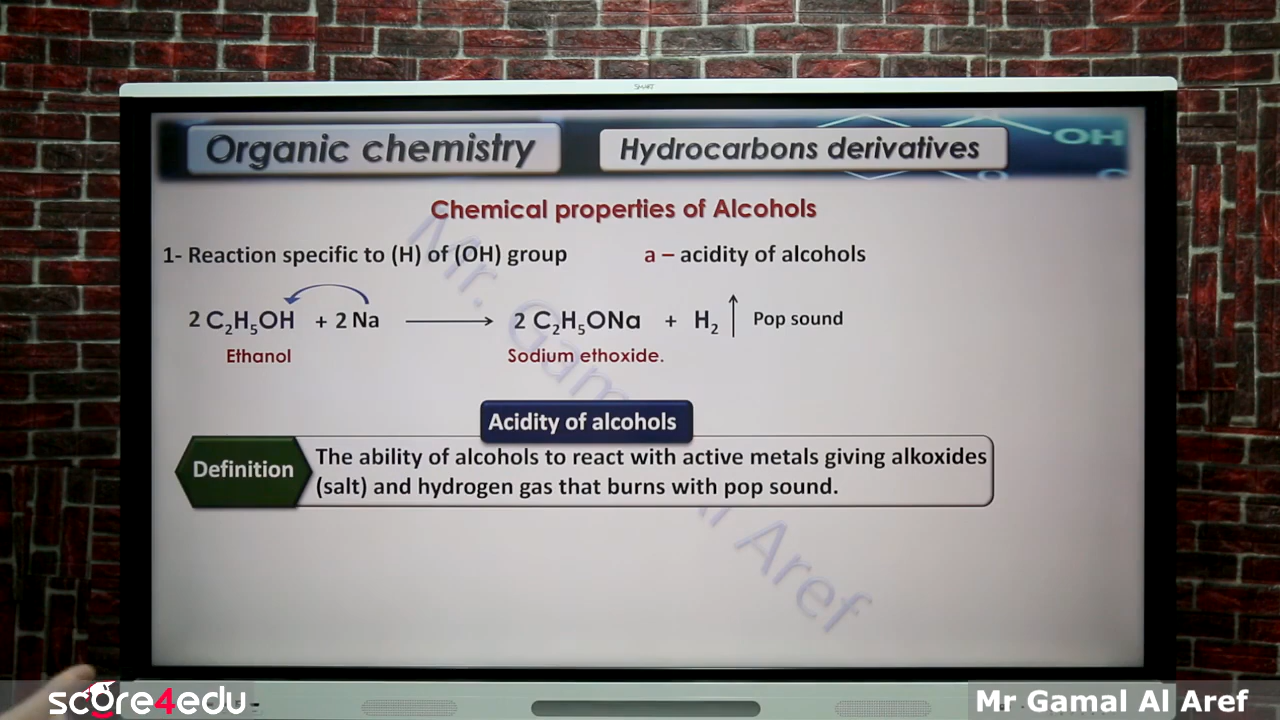 SMART
Organic chemistry
Hydrocarbons derivatives
OH
O
Chemical properties of Alcohols
1- Reaction specific to (H) of (OH) group
a – acidity of alcohols
2 C₂H₅OH + 2 Na ⟶ 2 C₂H₅ONa + H₂ ↑ Pop sound
Ethanol
Sodium ethoxide.
Acidity of alcohols
Definition
The ability of alcohols to react with active metals giving alkoxides
(salt) and hydrogen gas that burns with pop sound.
Mr. Gamal Al Aref
score4edu
Mr Gamal Al Aref